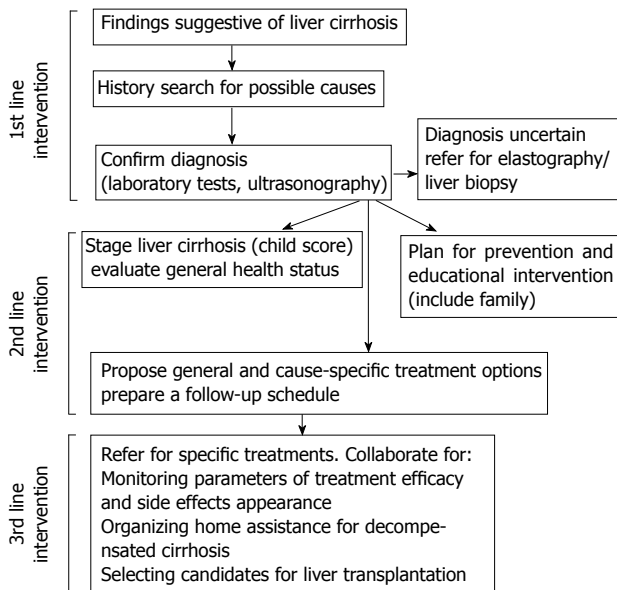 1st line
intervention
Findings suggestive of liver cirrhosis
History search for possible causes
Confirm diagnosis
(laboratory tests, ultrasonography)
Diagnosis uncertain
refer for elastography/
liver biopsy
2nd line
intervention
Stage liver cirrhosis (child score)
evaluate general health status
Plan for prevention and
educational intervention
(include family)
Propose general and cause-specific treatment options
prepare a follow-up schedule
3rd line
intervention
Refer for specific treatments. Collaborate for:
Monitoring parameters of treatment efficacy
and side effects appearance
Organizing home assistance for decompe-
nsated cirrhosis
Selecting candidates for liver transplantation